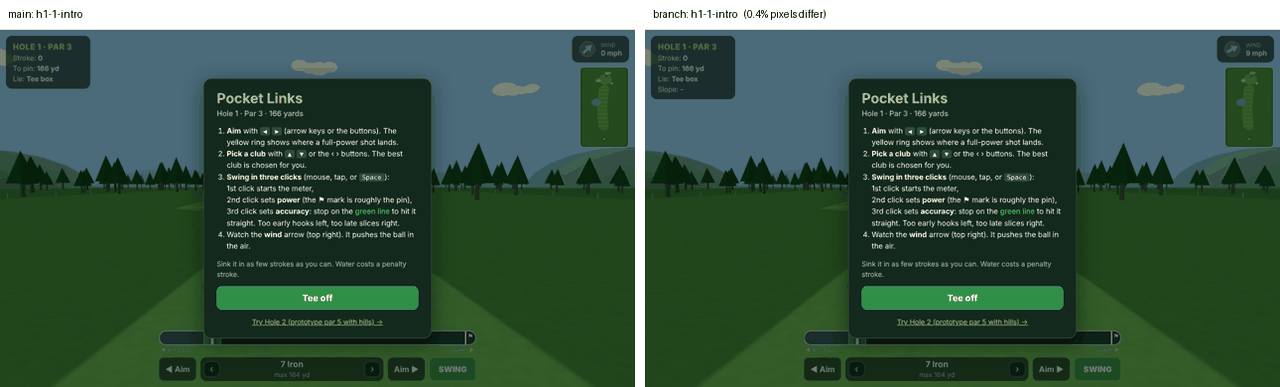 main: h1-1-intro
HOLE 1 · PAR 3
Stroke: 0
To pin: 166 yd
Lie: Tee box
WIND
0 mph
Pocket Links
Hole 1 · Par 3 · 166 yards
1. Aim with ◄ ► (arrow keys or the buttons). The
yellow ring shows where a full-power shot lands.
2. Pick a club with ▲ ▼ or the ‹ › buttons. The best
club is chosen for you.
3. Swing in three clicks (mouse, tap, or Space):
1st click starts the meter,
2nd click sets power (the ⚑ mark is roughly the pin),
3rd click sets accuracy: stop on the green line to hit it
straight. Too early hooks left, too late slices right.
4. Watch the wind arrow (top right). It pushes the ball in
the air.
Sink it in as few strokes as you can. Water costs a penalty
stroke.
Tee off
Try Hole 2 (prototype par 5 with hills) →
◀ Aim
‹
7 Iron
max 164 yd
›
Aim ▶
SWING
branch: h1-1-intro (0.4% pixels differ)
HOLE 1 · PAR 3
Stroke: 0
To pin: 166 yd
Lie: Tee box
Slope: -
WIND
9 mph
Pocket Links
Hole 1 · Par 3 · 166 yards
1. Aim with ◄ ► (arrow keys or the buttons). The
yellow ring shows where a full-power shot lands.
2. Pick a club with ▲ ▼ or the ‹ › buttons. The best
club is chosen for you.
3. Swing in three clicks (mouse, tap, or Space):
1st click starts the meter,
2nd click sets power (the ⚑ mark is roughly the pin),
3rd click sets accuracy: stop on the green line to hit it
straight. Too early hooks left, too late slices right.
4. Watch the wind arrow (top right). It pushes the ball in
the air.
Sink it in as few strokes as you can. Water costs a penalty
stroke.
Tee off
Try Hole 2 (prototype par 5 with hills) →
◀ Aim
‹
7 Iron
max 164 yd
›
Aim ▶
SWING